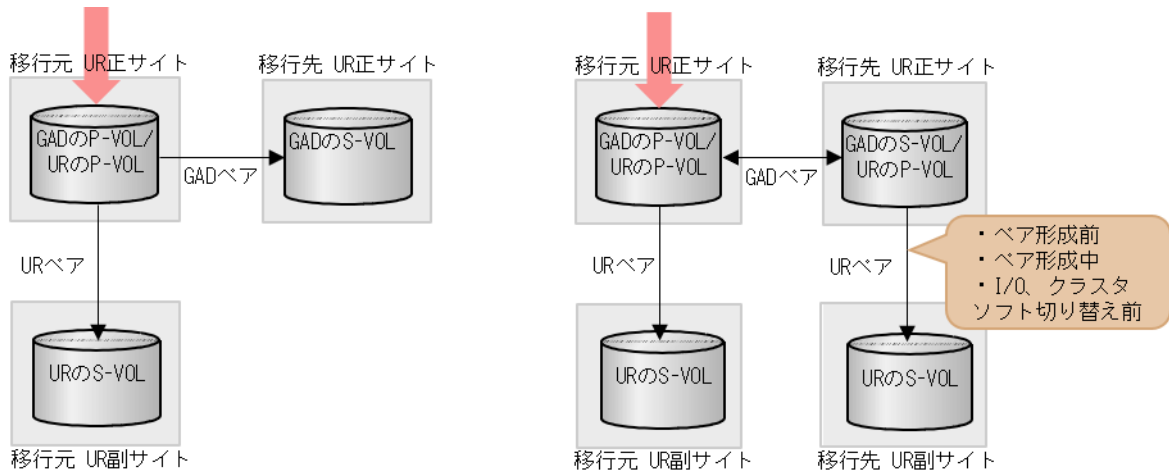 移行元 UR正サイト
移行先 UR正サイト
GADのP-VOL/
URのP-VOL
GADのS-VOL
GADペア
URペア
URのS-VOL
移行元 UR副サイト
移行元 UR正サイト
移行先 UR正サイト
GADのP-VOL/
URのP-VOL
GADのS-VOL/
URのP-VOL
GADペア
URペア
URペア
・ペア形成前
・ペア形成中
・I/O、クラスタ
ソフト切り替え前
URのS-VOL
URのS-VOL
移行元 UR副サイト
移行先 UR副サイト